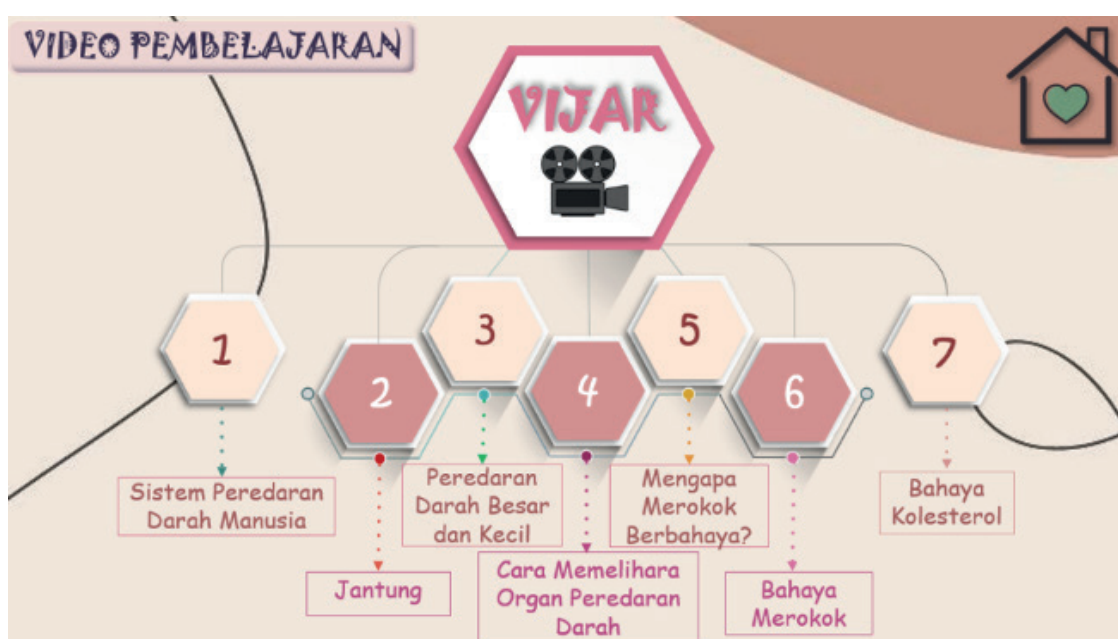 VIDEO PEMBELAJARAN
VIJAR
1
2
3
4
5
6
7
Sistem Peredaran
Darah Manusia
Jantung
Peredaran
Darah Besar
dan Kecil
Cara Memelihara
Organ Peredaran
Darah
Mengapa
Merokok
Berbahaya?
Bahaya
Merokok
Bahaya
Kolesterol